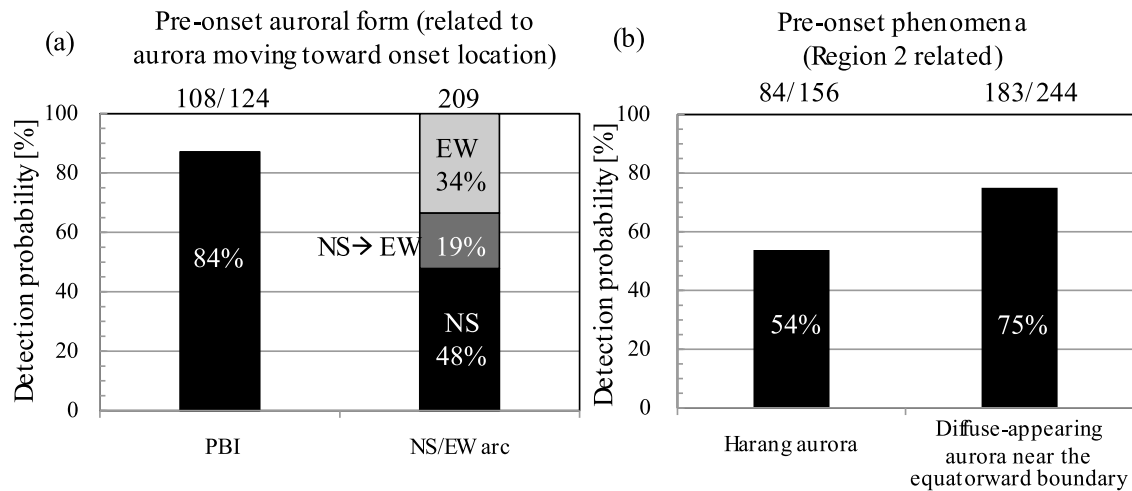 (a)
Pre-onset auroral form (related to
aurora moving toward onset location)
108/124
209
Detection probability [%]
100
80
60
40
20
0
84%
EW
34%
NS→ EW
19%
NS
48%
PBI
NS/EW arc
(b)
Pre-onset phenomena
(Region 2 related)
84/156
183/244
Detection probability [%]
100
80
60
40
20
0
54%
75%
Harang aurora
Diffuse-appearing
aurora near the
equatorward boundary